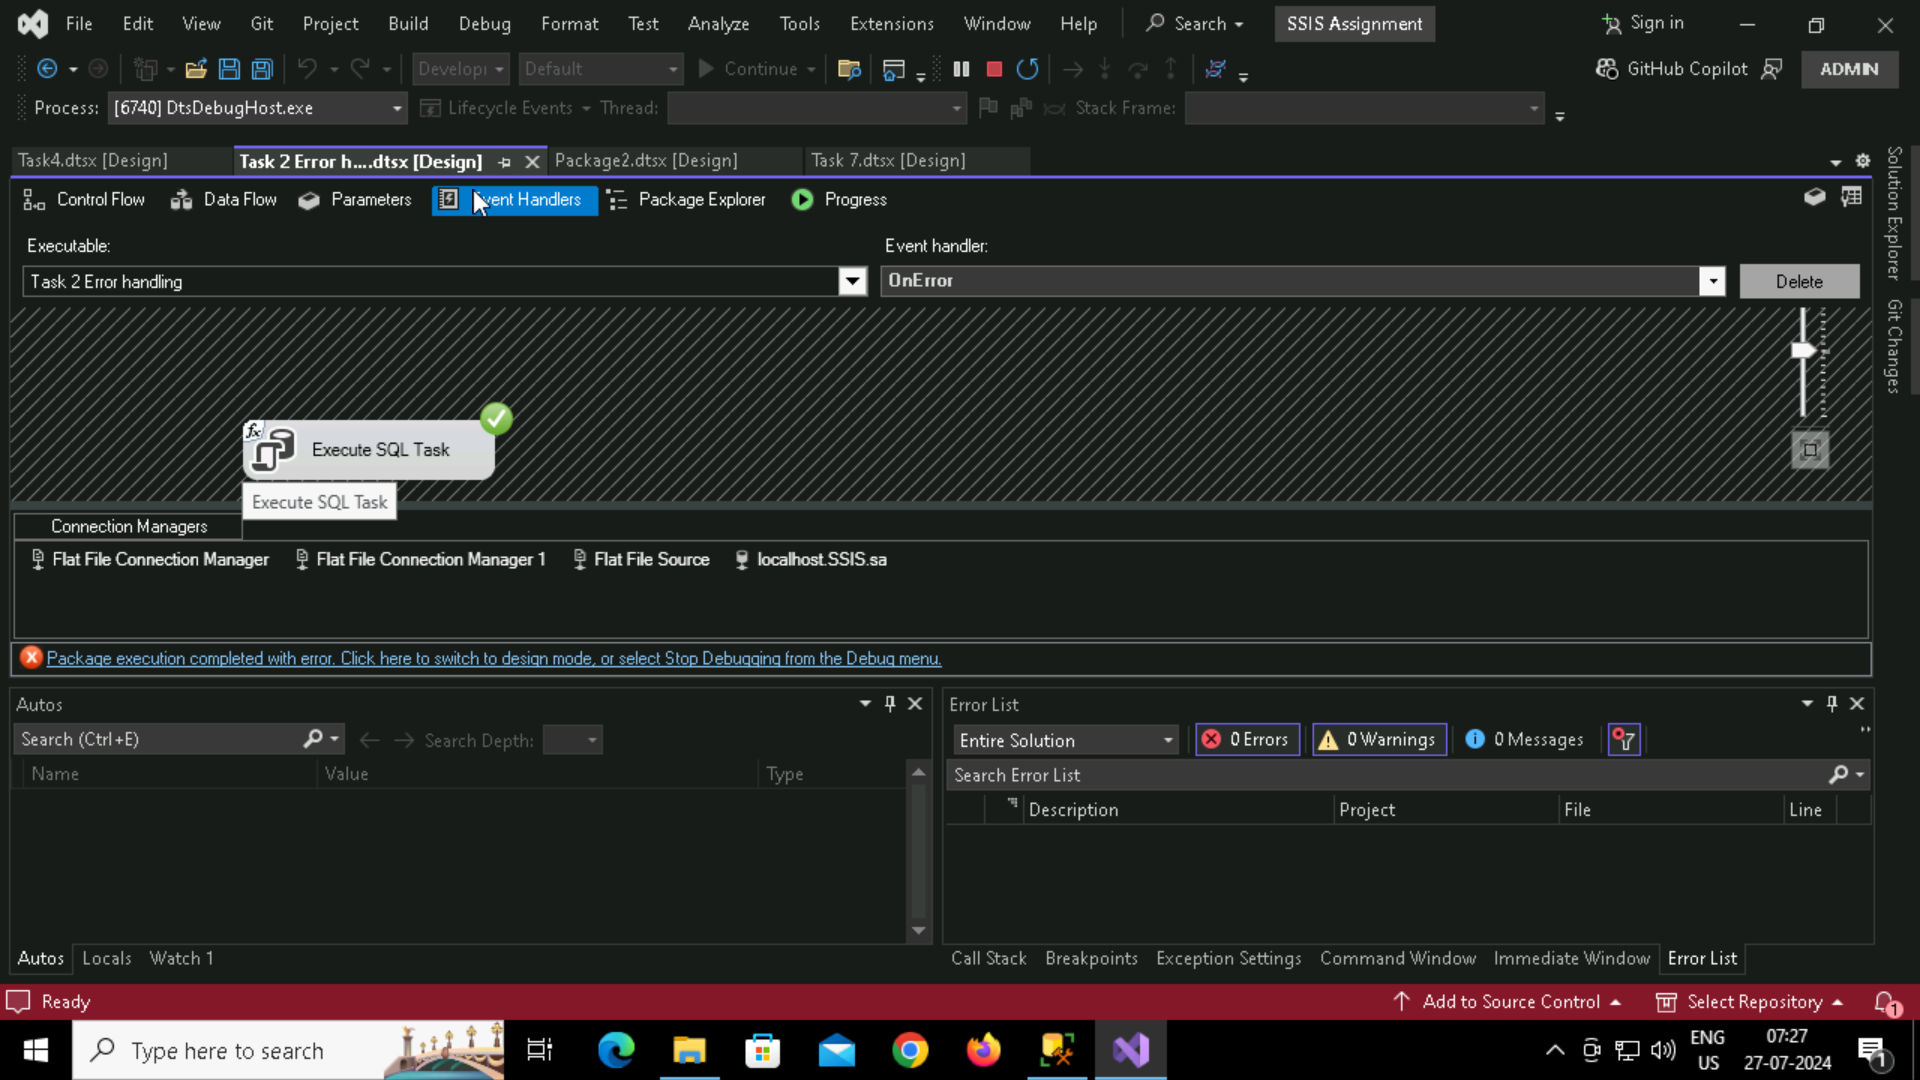 File Edit View Git Project Build Debug Format Test Analyze Tools Extensions Window Help Search SSIS Assignment Sign in
Developi Default Continue GitHub Copilot ADMIN
Process: [6740] DtsDebugHost.exe Lifecycle Events Thread: Stack Frame:
Task4.dtsx [Design] Task 2 Error h....dtsx [Design] Package2.dtsx [Design] Task 7.dtsx [Design]
Control Flow Data Flow Parameters vent Handlers Package Explorer Progress
Executable: Event handler:
Task 2 Error handling OnError Delete
fx Execute SQL Task
Execute SQL Task
Connection Managers
Flat File Connection Manager Flat File Connection Manager 1 Flat File Source localhost.SSIS.sa
Package execution completed with error. Click here to switch to design mode, or select Stop Debugging from the Debug menu.
Solution Explorer
Git Changes
Autos Error List
Search (Ctrl+E) Search Depth: Entire Solution 0 Errors 0 Warnings 0 Messages
Name Value Type Search Error List
Description Project File Line
Autos Locals Watch 1 Call Stack Breakpoints Exception Settings Command Window Immediate Window Error List
Ready Add to Source Control Select Repository 1
Type here to search ENG 07:27
US 27-07-2024 1